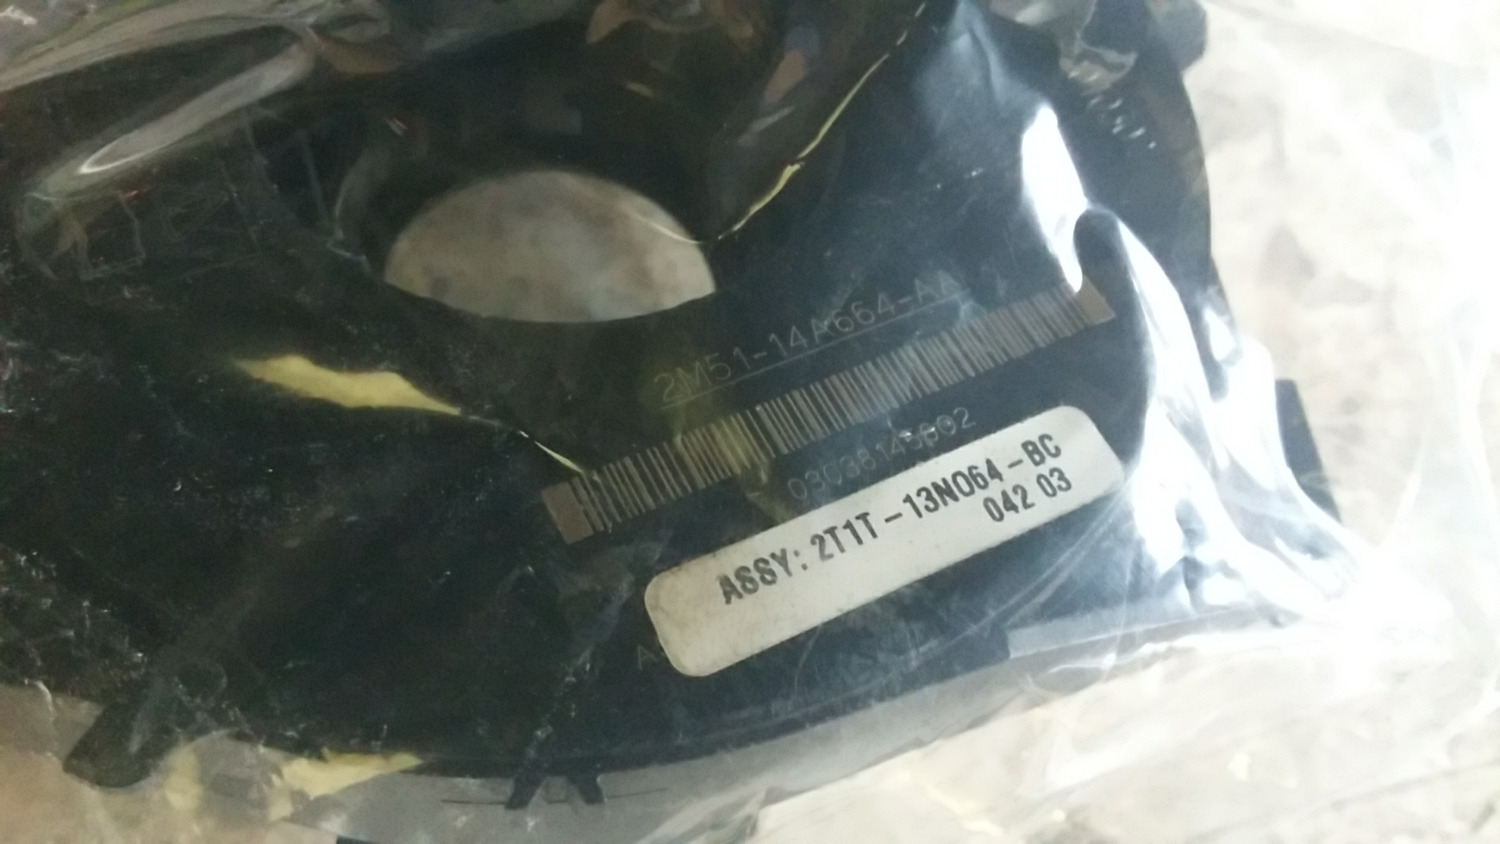 2M51-14A664-AA
ASSY: 2T1T-13N064-BC
042 03